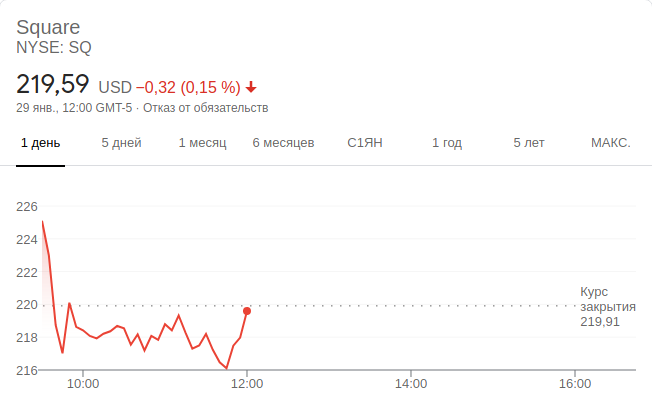 Square
NYSE: SQ
219,59 USD −0,32 (0,15 %)
29 янв., 12:00 GMT-5 · Отказ от обязательств
1 день 5 дней 1 месяц 6 месяцев С1ЯН 1 год 5 лет МАКС.
226
224
222
220
218
216
Курс
закрытия
219,91
10:00 12:00 14:00 16:00